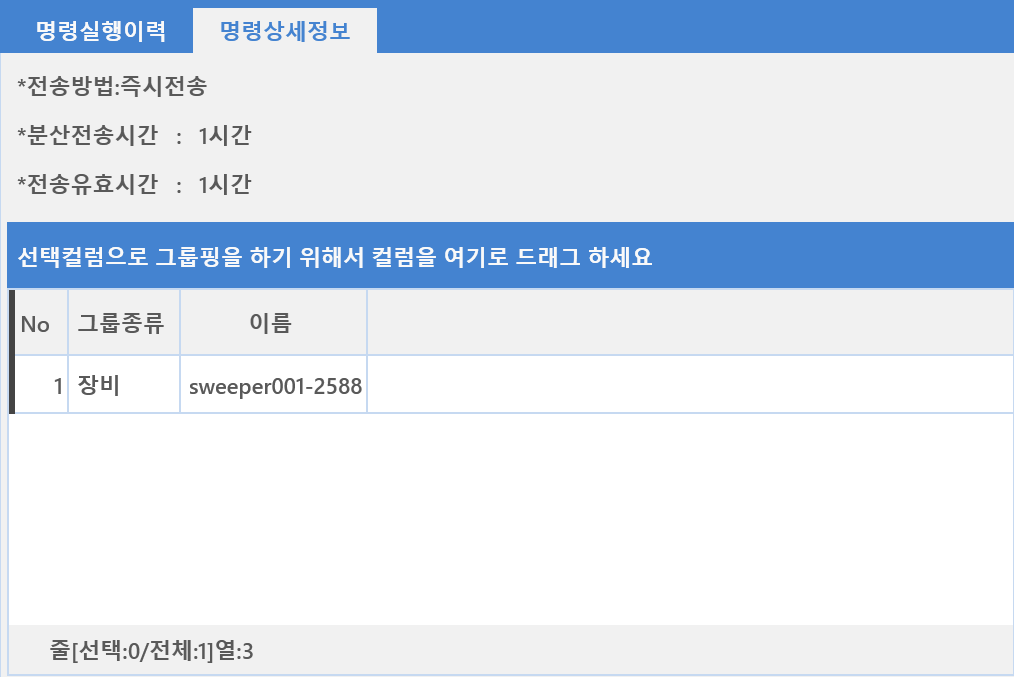 명령실행이력 명령상세정보
*전송방법:즉시전송
*분산전송시간 : 1시간
*전송유효시간 : 1시간
선택컬럼으로 그룹핑을 하기 위해서 컬럼을 여기로 드래그 하세요
No 그룹종류 이름
1 장비 sweeper001-2588
줄[선택:0/전체:1]열:3